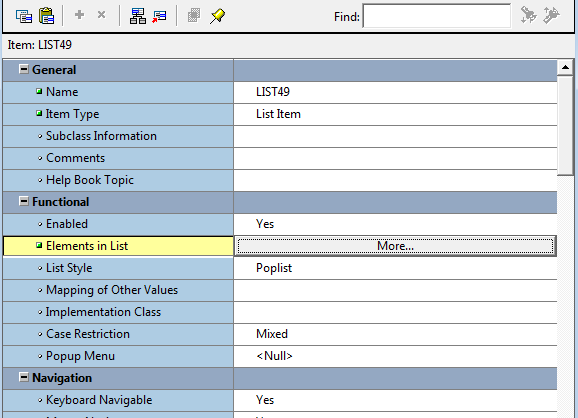 Find:
Item: LIST49
General
Name LIST49
Item Type List Item
Subclass Information
Comments
Help Book Topic
Functional
Enabled Yes
Elements in List More...
List Style Poplist
Mapping of Other Values
Implementation Class
Case Restriction Mixed
Popup Menu <Null>
Navigation
Keyboard Navigable Yes